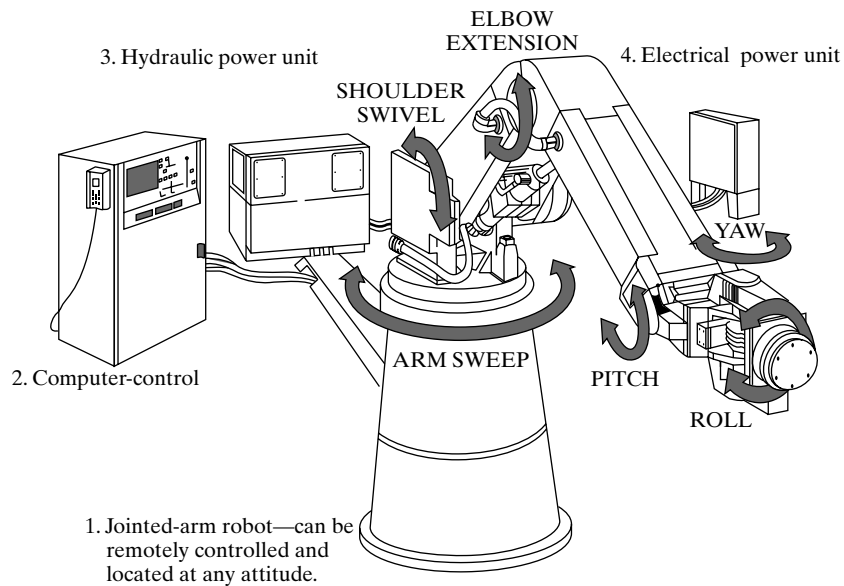 ELBOW
EXTENSION
3. Hydraulic power unit
4. Electrical power unit
SHOULDER
SWIVEL
YAW
ARM SWEEP
PITCH
2. Computer-control
ROLL
1. Jointed-arm robot—can be
remotely controlled and
located at any attitude.